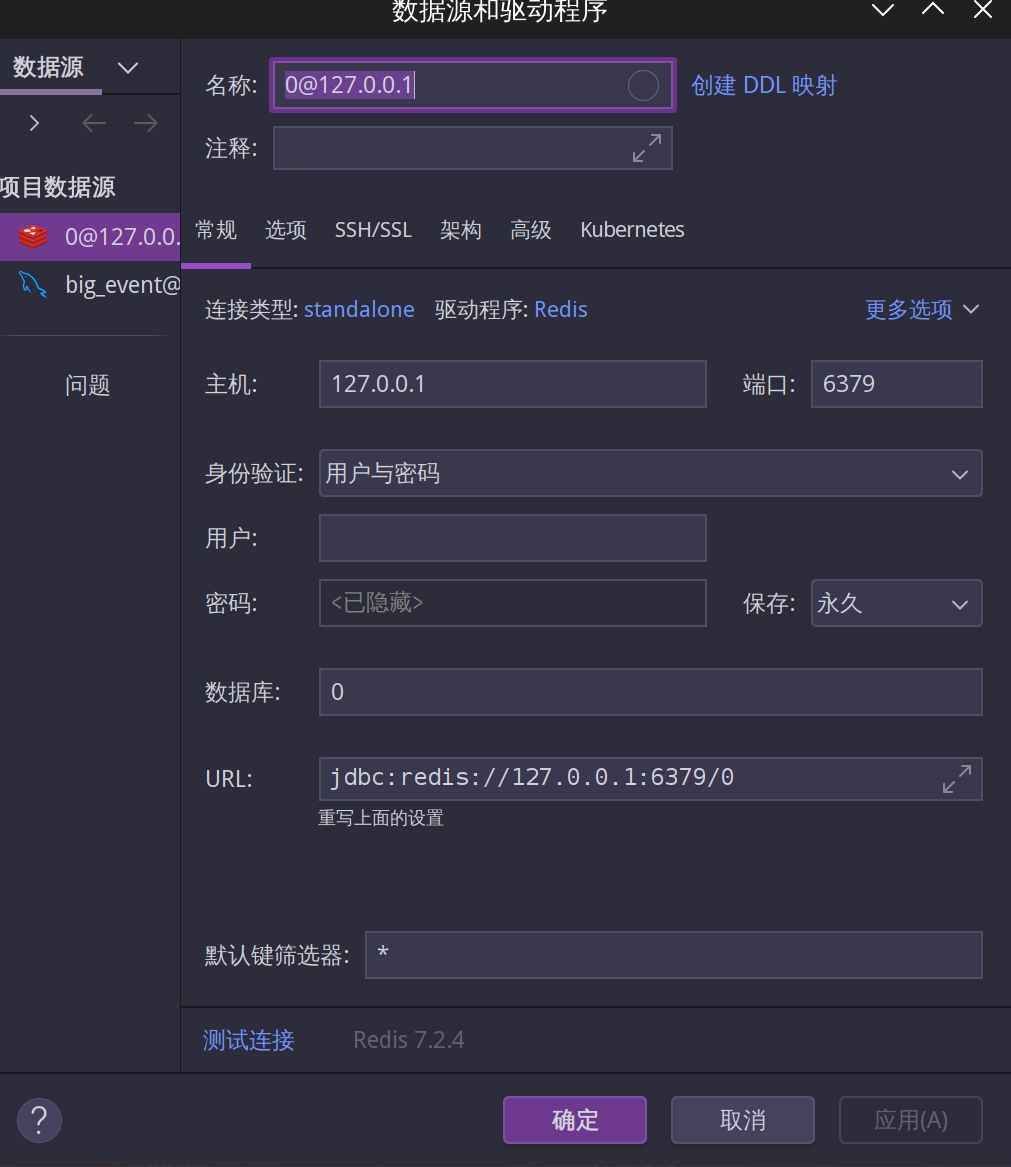 数据源和驱动程序
数据源
项目数据源
0@127.0.0.
big_event@
问题
名称: 0@127.0.0.1 创建 DDL 映射
注释:
常规 选项 SSH/SSL 架构 高级 Kubernetes
连接类型: standalone 驱动程序: Redis 更多选项
主机: 127.0.0.1 端口: 6379
身份验证: 用户与密码
用户:
密码: <已隐藏> 保存: 永久
数据库: 0
URL: jdbc:redis://127.0.0.1:6379/0
重写上面的设置
默认键筛选器: *
测试连接 Redis 7.2.4
? 确定 取消 应用(A)